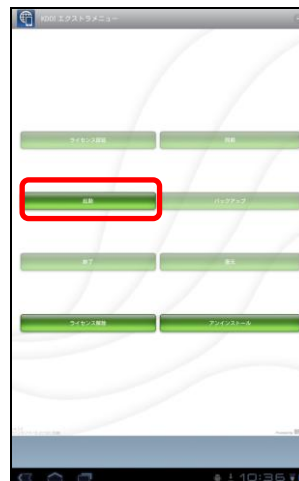 KDDI エクストラメニュー
ライセンス認証
同期
起動
バックアップ
終了
復元
ライセンス解除
アンインストール
10:36